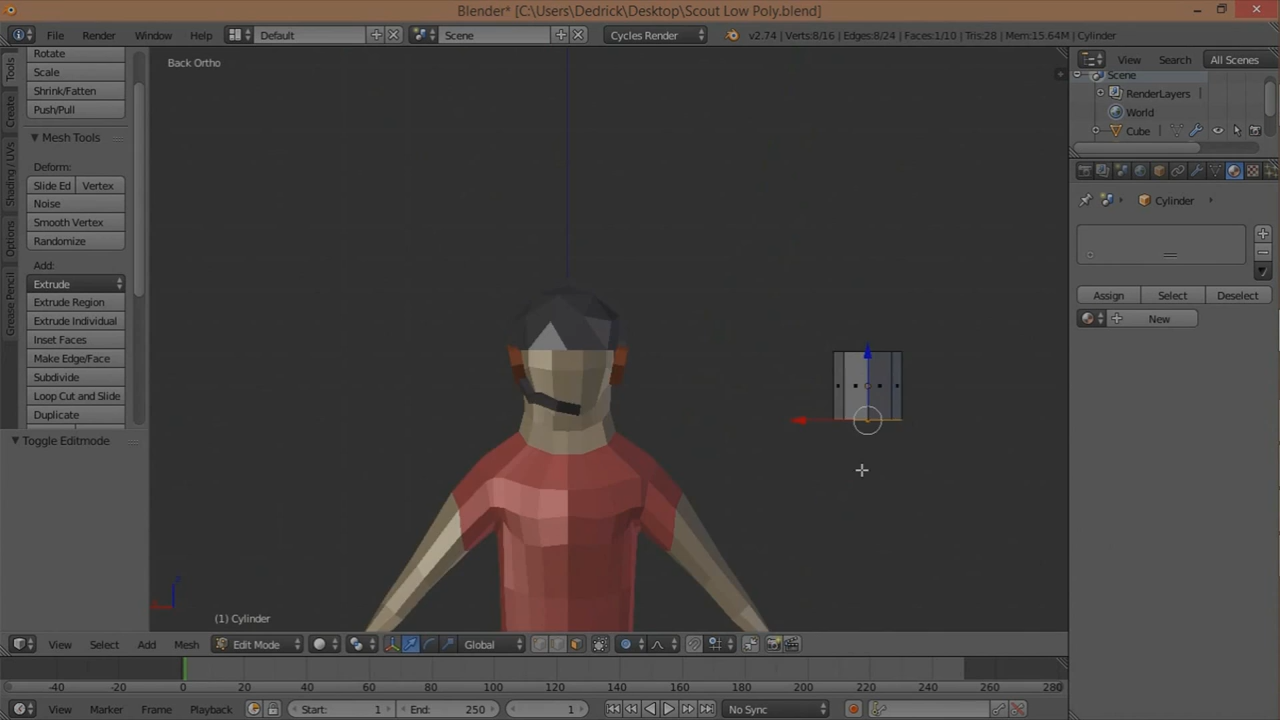 Blender* [C:\Users\Dedrick\Desktop\Scout Low Poly.blend]
File Render Window Help Default Scene Cycles Render v2.74 | Verts:8/16 | Edges:8/24 | Faces:1/10 | Tris:28 | Mem:15.64M | Cylinder
Rotate
Scale
Shrink/Fatten
Push/Pull
Mesh Tools
Deform:
Slide Ed Vertex
Noise
Smooth Vertex
Randomize
Add:
Extrude
Extrude Region
Extrude Individual
Inset Faces
Make Edge/Face
Subdivide
Loop Cut and Slide
Duplicate
Toggle Editmode
Tools
Create
Shading / UVs
Options
Grease Pencil
Back Ortho
(1) Cylinder
View Search All Scenes
Scene
RenderLayers
World
Cube
Cylinder
Assign Select Deselect
New
View Select Add Mesh Edit Mode Global
-40 -20 0 20 40 60 80 100 120 140 160 180 200 220 240 260 280
View Marker Frame Playback Start: 1 End: 250 1 No Sync